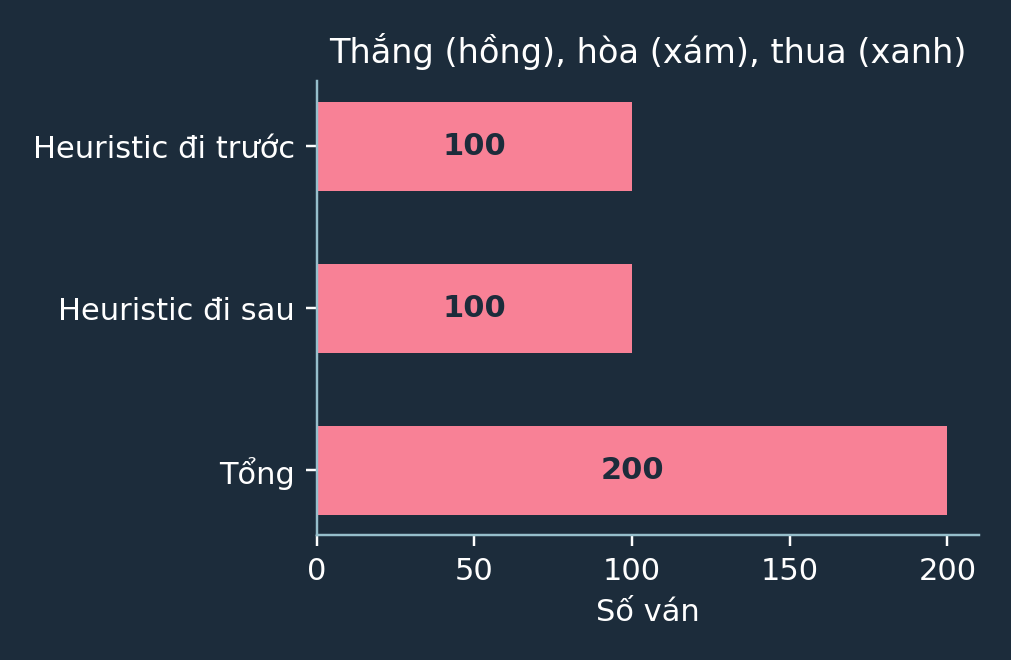 Thắng (hồng), hòa (xám), thua (xanh)
Heuristic đi trước
100
Heuristic đi sau
100
Tổng
200
0 50 100 150 200
Số ván